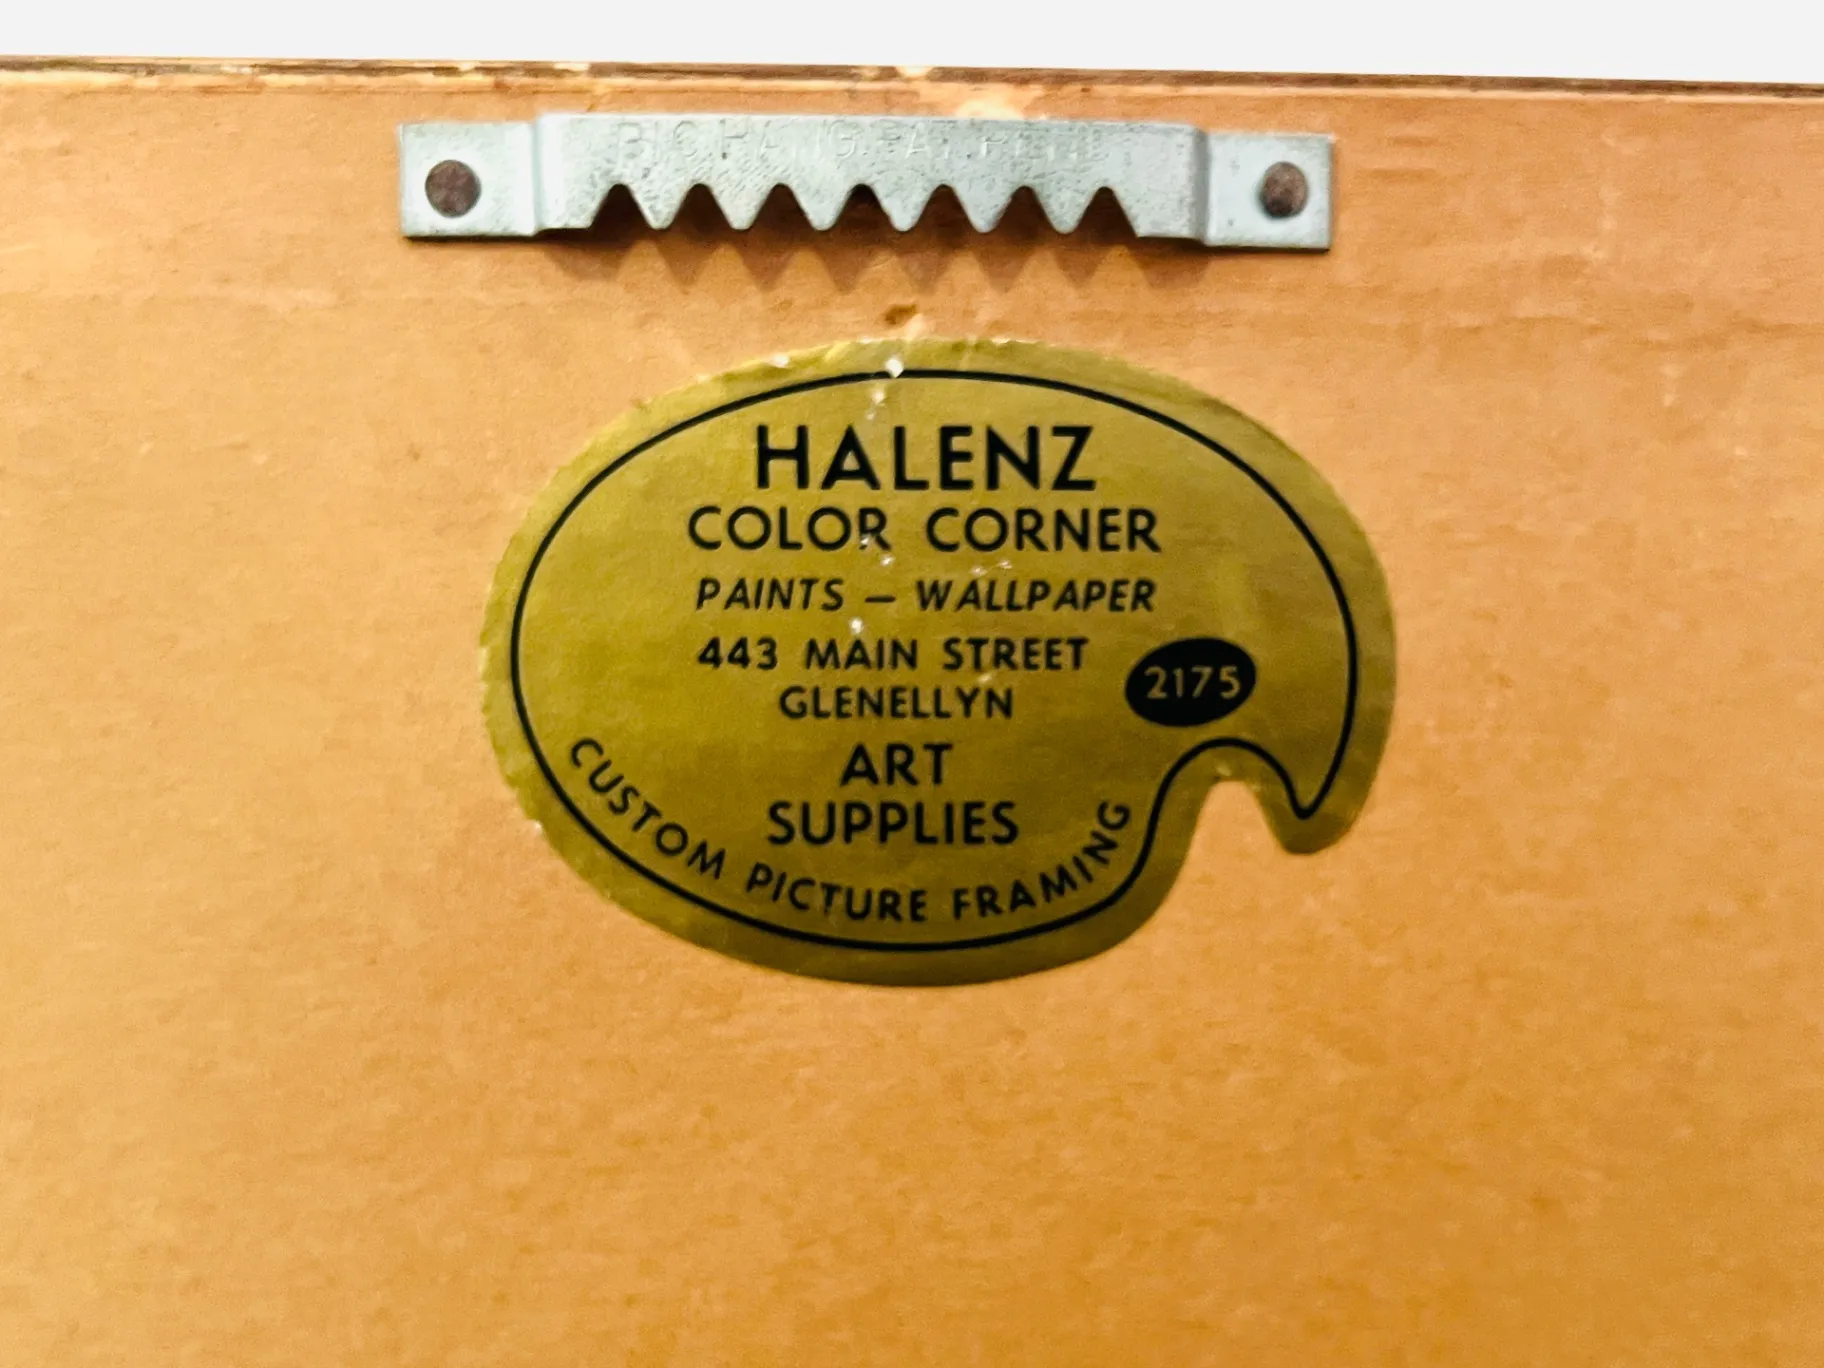 HALENZ
COLOR CORNER
PAINTS – WALLPAPER
443 MAIN STREET
GLENELLYN
2175
ART
SUPPLIES
CUSTOM PICTURE FRAMING